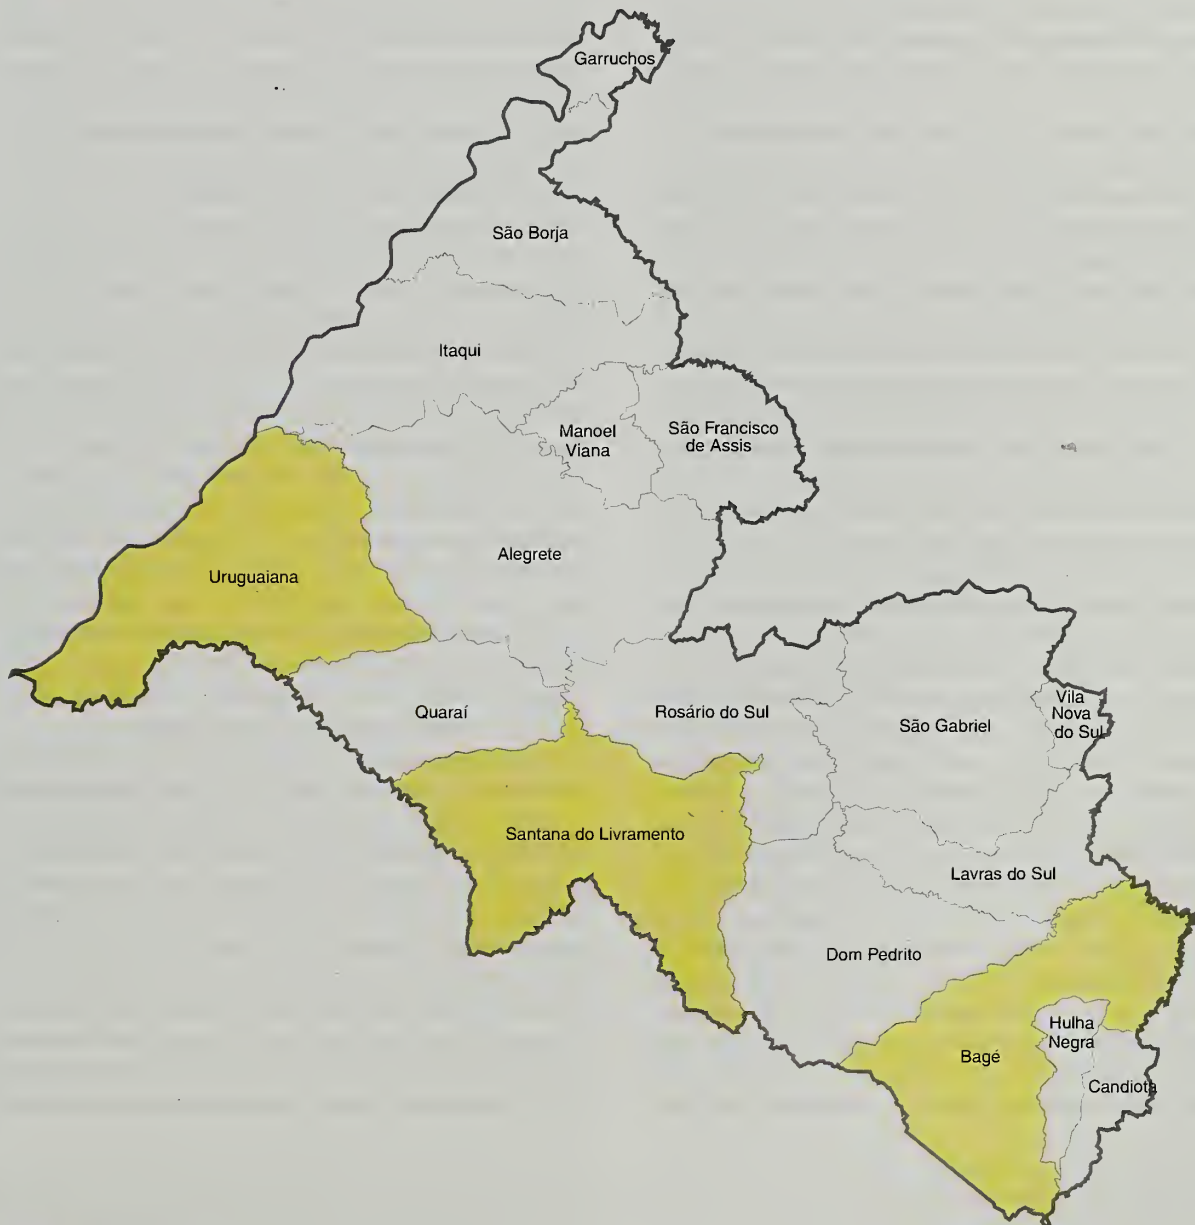 Garruchos
São Borja
Itaqui
Manoel
Viana
São Francisco
de Assis
Alegrete
Uruguaiana
Quaraí
Rosário do Sul
São Gabriel
Vila
Nova
do Sul
Santana do Livramento
Lavras do Sul
Dom Pedrito
Hulha
Negra
Bagé
Candiota